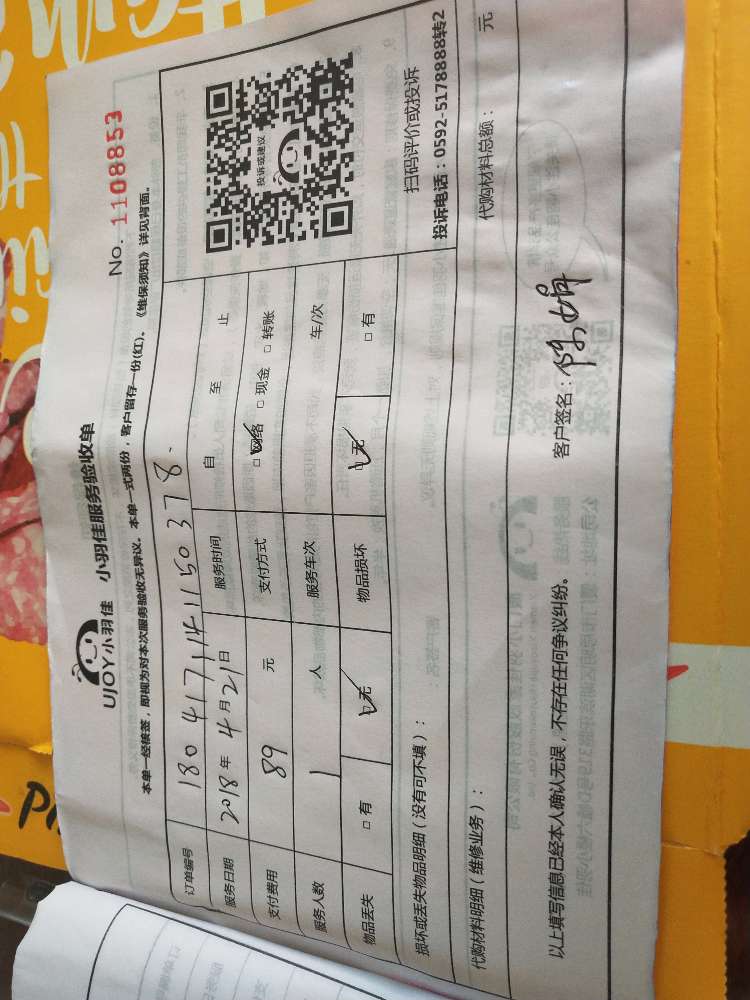 UJOY小羽佳 小羽佳服务验收单
No. 1108853
本单一经核签，即视为对本次服务验收无异议。本单一式两份，客户留存一份(红)。《维保须知》详见背面。
订单编号 180417141150378
服务日期 2018年4月21日 服务时间 自 至 止
支付费用 89 元 支付方式 网络 现金 转账
服务人数 1 人 服务车次 车/次
物品丢失 有 无 物品损坏 无 有
投诉或建议
扫码评价或投诉
投诉电话：0592-5178888转2
损坏或丢失物品明细（没有可不填）：
代购材料明细（维修业务）： 代购材料总额： 元
以上填写信息已经本人确认无误，不存在任何争议纠纷。 客户签名：